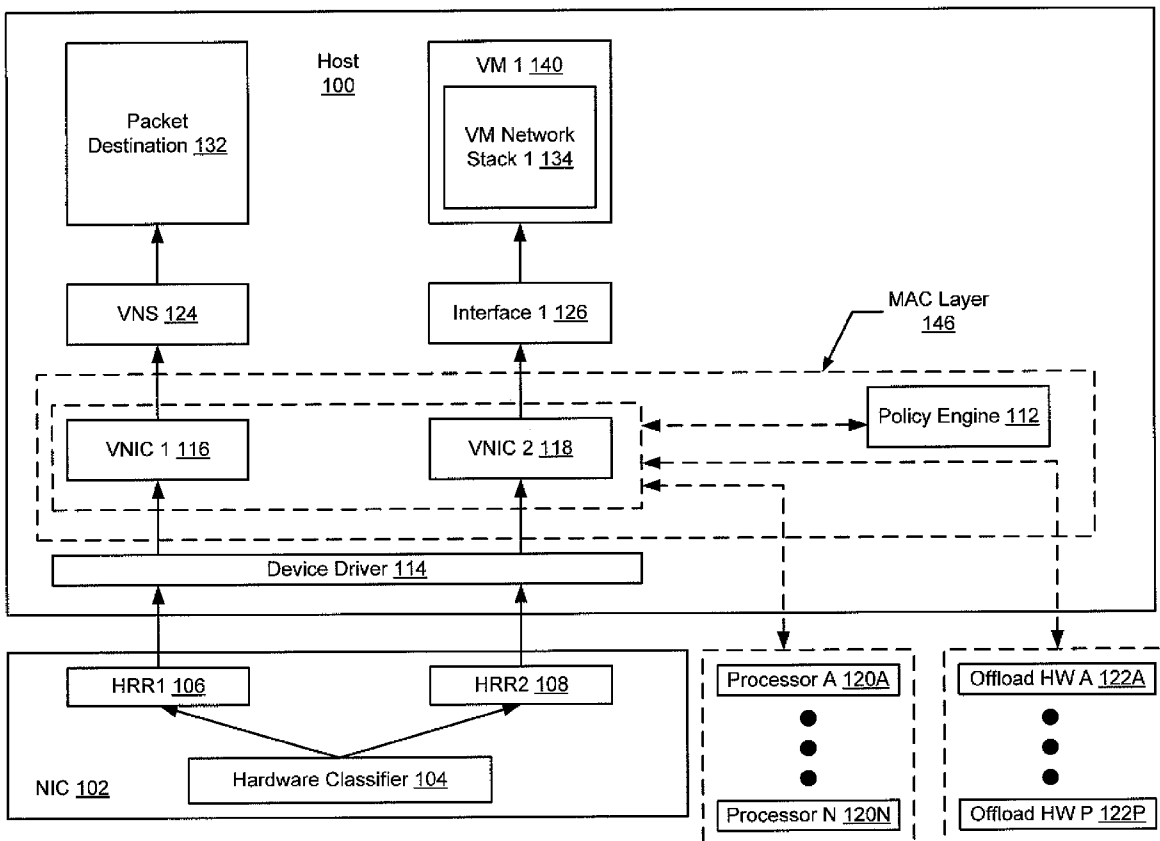 Host
100
Packet
Destination 132
VM 1 140
VM Network
Stack 1 134
VNS 124
Interface 1 126
MAC Layer
146
VNIC 1 116
VNIC 2 118
Policy Engine 112
Device Driver 114
HRR1 106
HRR2 108
Hardware Classifier 104
NIC 102
Processor A 120A
Processor N 120N
Offload HW A 122A
Offload HW P 122P